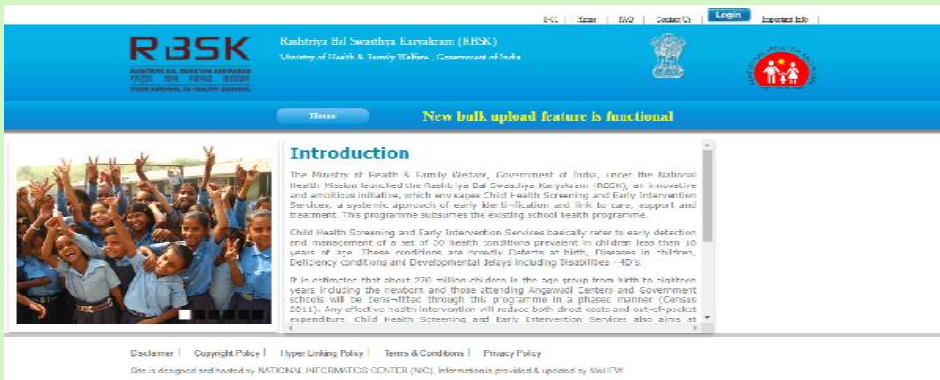 Home | FAQ | Contact Us | Login Important Info |
RBSK
Rashtriya Bal Swasthya Karyakram (RBSK)
Ministry of Health & Family Welfare, Government of India
Home
New bulk upload feature is functional
Introduction
The Ministry of Health & Family Welfare, Government of India, under the National
Health Mission launched the Rashtriya Bal Swasthya Karyakram (RBSK), an innovative
and ambitious initiative, which envisages Child Health Screening and Early Intervention
Services, a systemic approach of early identi-fication and link to care, support and
treatment. This programme subsumes the existing school health programme.
Child Health Screening and Early Intervention Services basically refer to early detection
and management of a set of 30 health conditions prevalent in children less than 18
years of age. These conditions are broadly Defects at birth, Diseases in children,
Deficiency conditions and Developmental delays including Disabilities - 4D's.
It is estimated that about 270 million children in the age group from birth to eighteen
years including the newborn and those attending Anganwadi Centers and Government
schools will be bene-fitted through this programme in a phased manner (Census
2011). Any effective health intervention will reduce both direct costs and out-of-pocket
expenditure. Child Health Screening and Early Intervention Services also aims at
Disclaimer | Copyright Policy | Hyper Linking Policy | Terms & Conditions | Privacy Policy
Site is designed and hosted by NATIONAL INFORMATICS CENTER (NIC), Information is provided & updated by MoHFW